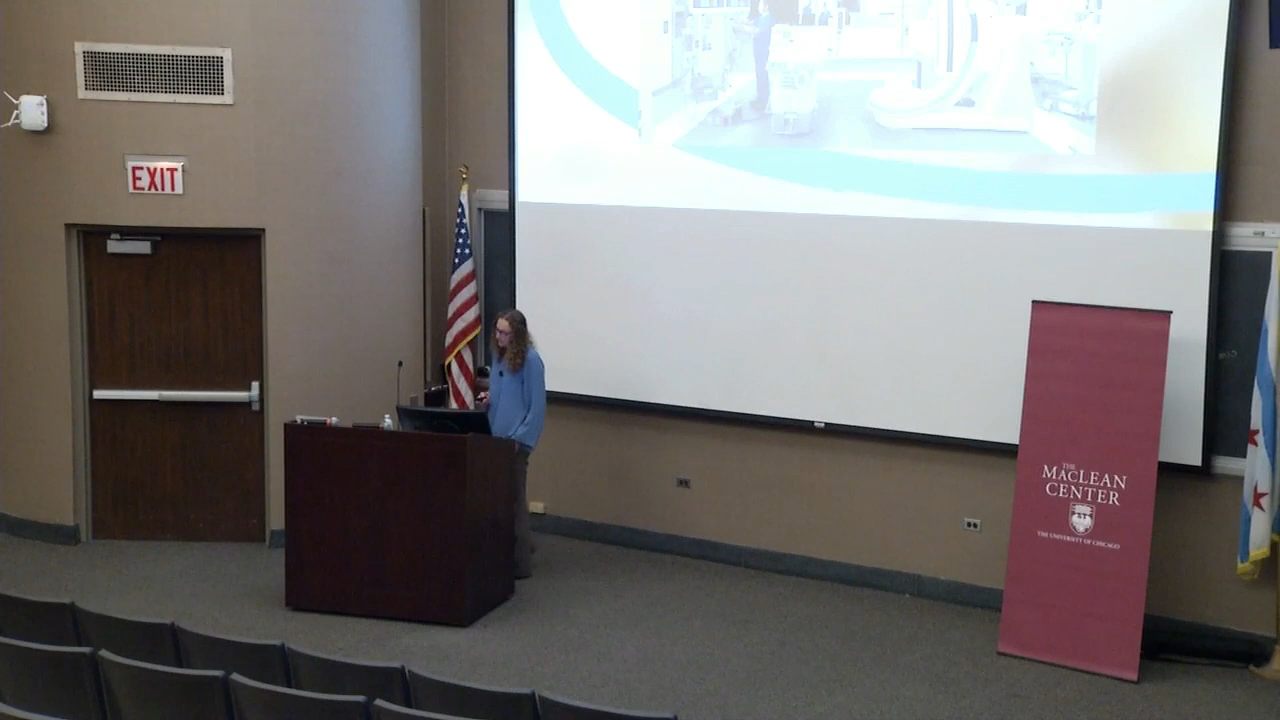 EXIT
THE
MACLEAN
CENTER
THE UNIVERSITY OF CHICAGO